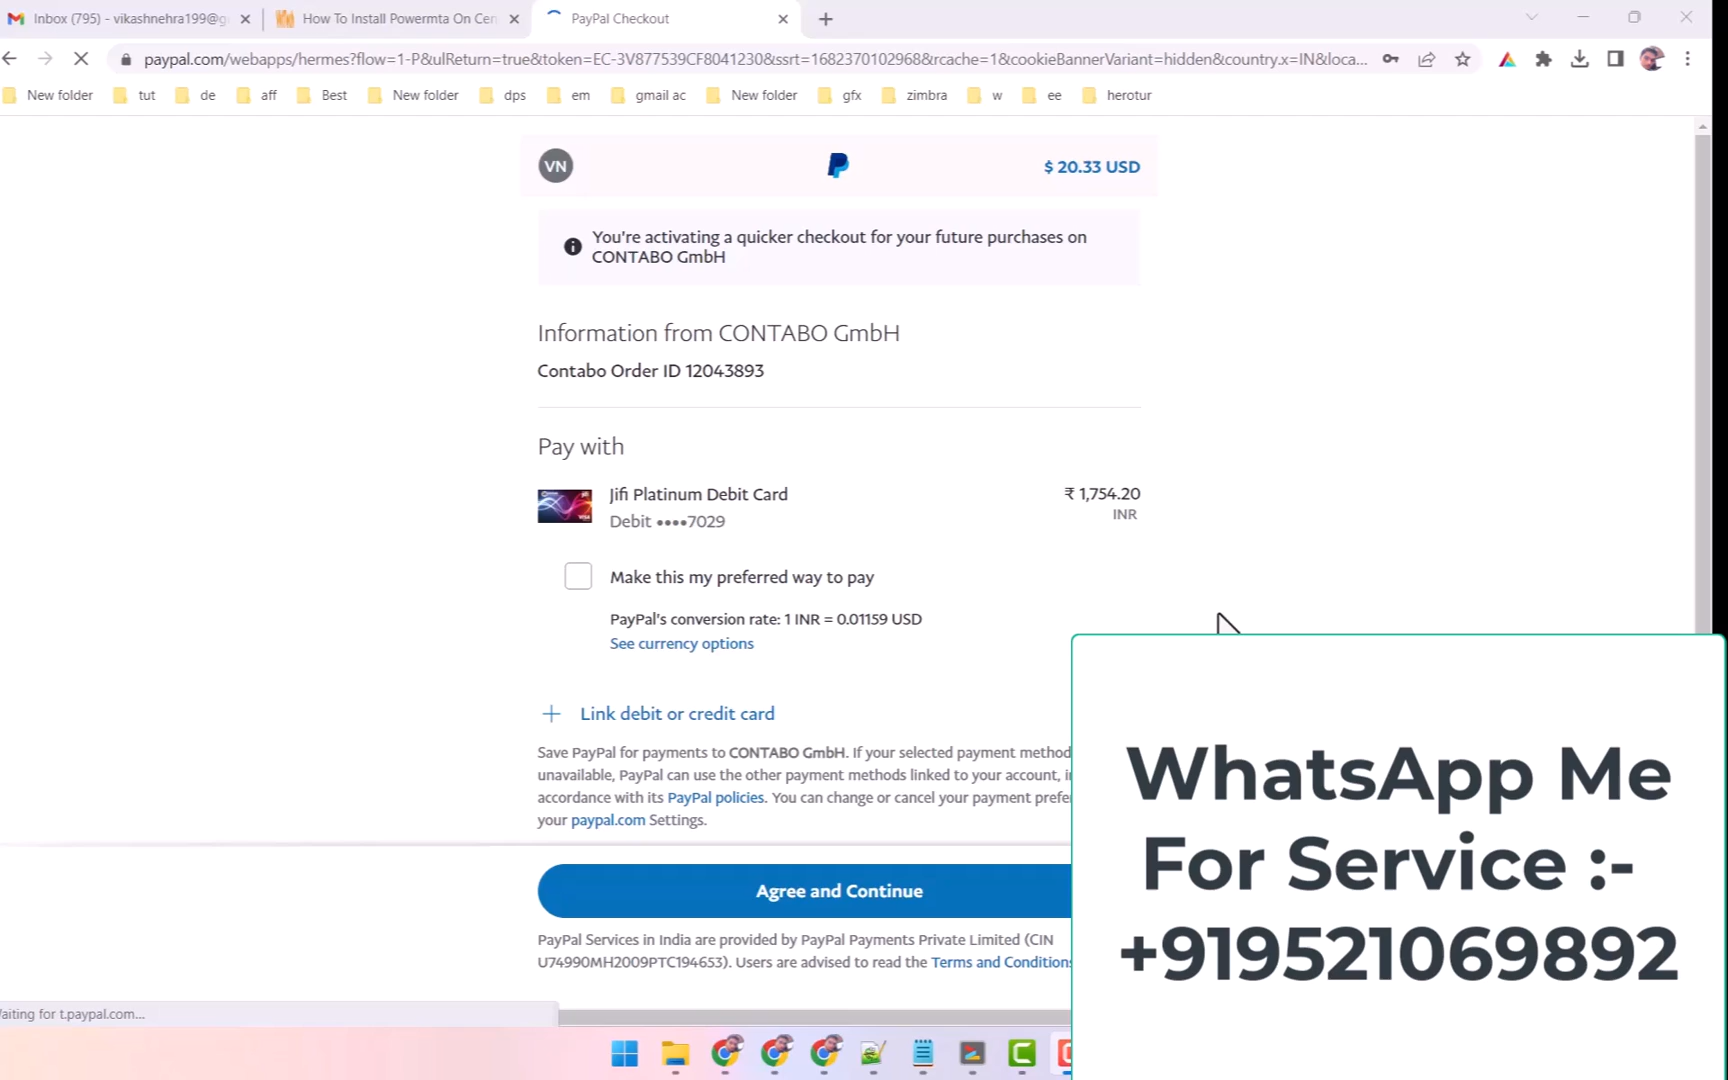 Inbox (795) - vikashnehra199@g
How To Install Powermta On Cen
PayPal Checkout
paypal.com/webapps/hermes?flow=1-P&ulReturn=true&token=EC-3V877539CF8041230&ssrt=1682370102968&rcache=1&cookieBannerVariant=hidden&country.x=IN&loca...
New folder tut de aff Best New folder dps em gmail ac New folder gfx zimbra w ee herotur
VN
$ 20.33 USD
You're activating a quicker checkout for your future purchases on
CONTABO GmbH
Information from CONTABO GmbH
Contabo Order ID 12043893
Pay with
Jifi Platinum Debit Card ₹ 1,754.20
Debit ••••7029 INR
Make this my preferred way to pay
PayPal's conversion rate: 1 INR = 0.01159 USD
See currency options
+ Link debit or credit card
Save PayPal for payments to CONTABO GmbH. If your selected payment method
unavailable, PayPal can use the other payment methods linked to your account, i
accordance with its PayPal policies. You can change or cancel your payment prefe
your paypal.com Settings.
Agree and Continue
PayPal Services in India are provided by PayPal Payments Private Limited (CIN
U74990MH2009PTC194653). Users are advised to read the Terms and Conditions
aiting for t.paypal.com...
WhatsApp Me
For Service :-
+919521069892